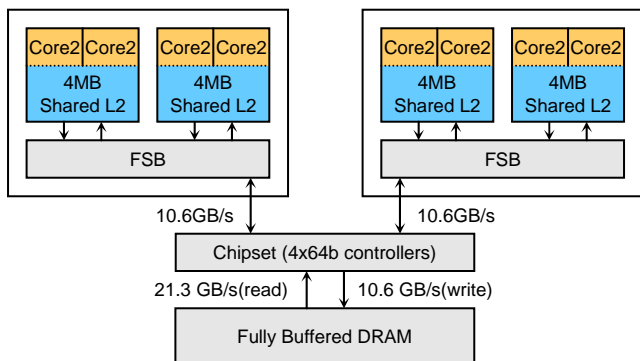 Core2 Core2 Core2 Core2 Core2 Core2 Core2 Core2
4MB 4MB 4MB 4MB
Shared L2 Shared L2 Shared L2 Shared L2
FSB FSB
10.6GB/s 10.6GB/s
Chipset (4x64b controllers)
21.3 GB/s(read) 10.6 GB/s(write)
Fully Buffered DRAM